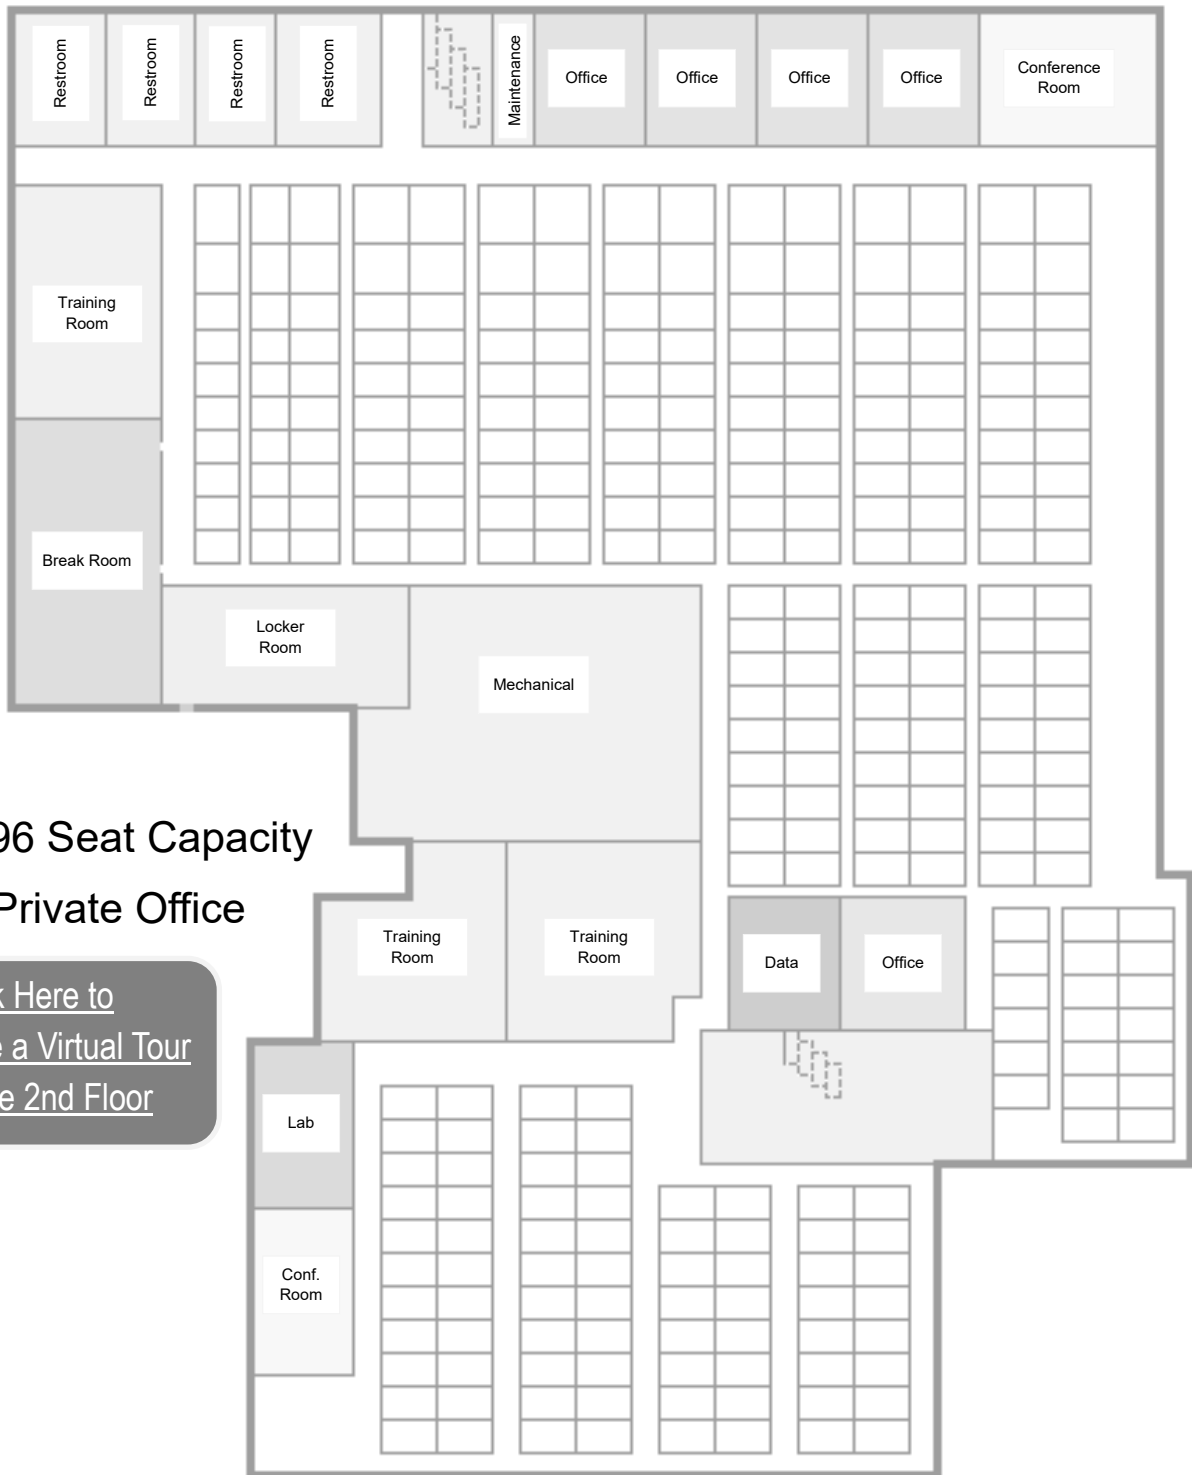 Restroom
Restroom
Restroom
Restroom
Maintenance
Office
Office
Office
Office
Conference
Room
Training
Room
Break Room
Locker
Room
Mechanical
96 Seat Capacity
Private Office
Training
Room
Training
Room
Data
Office
Here to
a Virtual Tour
2nd Floor
Lab
Conf.
Room